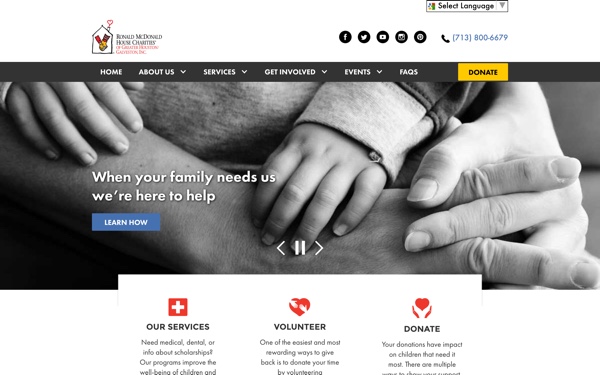 Select Language
RONALD MCDONALD
HOUSE CHARITIES
OF GREATER HOUSTON/
GALVESTON, INC.
(713) 800-6679
HOME ABOUT US SERVICES GET INVOLVED EVENTS FAQS DONATE
When your family needs us
we're here to help
LEARN HOW
OUR SERVICES
Need medical, dental, or
info about scholarships?
Our programs improve the
well-being of children and
VOLUNTEER
One of the easiest and most
rewarding ways to give
back is to donate your time
by volunteering
DONATE
Your donations have impact
on children that need it
most. There are multiple
ways to show your support